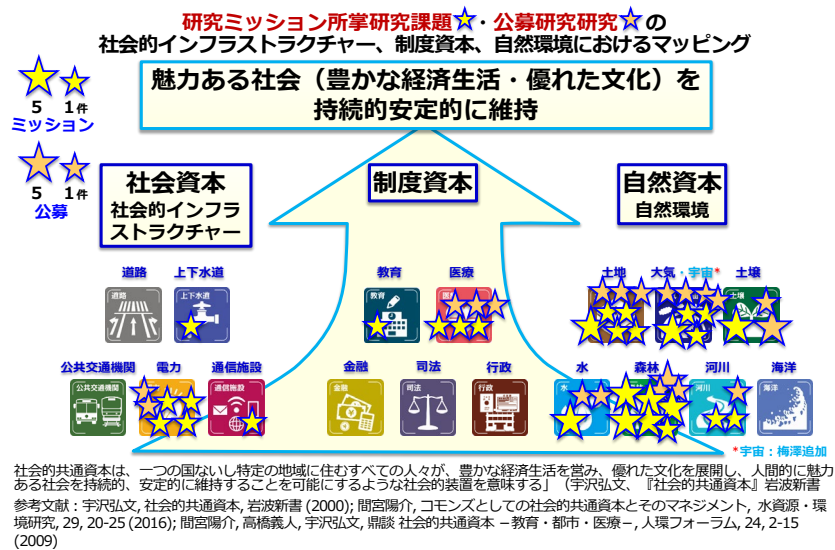 研究ミッション所掌研究課題・公募研究研究の
社会的インフラストラクチャー、制度資本、自然環境におけるマッピング
魅力ある社会（豊かな経済生活・優れた文化）を
持続的安定的に維持
5 1件
ミッション
5 1件
公募
社会資本
社会的インフラ
ストラクチャー
制度資本
自然資本
自然環境
道路 上下水道 教育 医療 土地 大気・宇宙* 土壌
道路 上下水道 教育 土壌
公共交通機関 電力 通信施設 金融 司法 行政 水 森林 河川 海洋
公共交通機関 通信施設 金融 司法 行政 水 河川 海洋
*宇宙：梅澤追加
社会的共通資本は、一つの国ないし特定の地域に住むすべての人々が、豊かな経済生活を営み、優れた文化を展開し、人間的に魅力
ある社会を持続的、安定的に維持することを可能にするような社会的装置を意味する」（宇沢弘文、『社会的共通資本』岩波新書
参考文献：宇沢弘文, 社会的共通資本, 岩波新書 (2000); 間宮陽介, コモンズとしての社会的共通資本とそのマネジメント, 水資源・環
境研究, 29, 20-25 (2016); 間宮陽介, 高橋義人, 宇沢弘文, 鼎談 社会的共通資本 −教育・都市・医療−, 人環フォーラム, 24, 2-15
(2009)